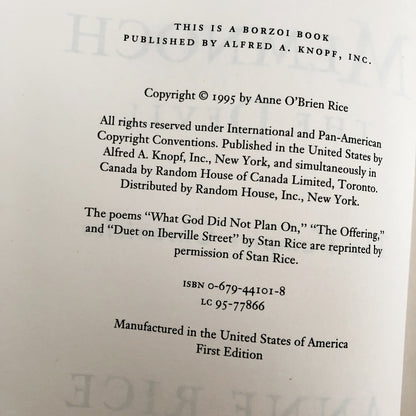 THIS IS A BORZOI BOOK
PUBLISHED BY ALFRED A. KNOPF, INC.
Copyright © 1995 by Anne O'Brien Rice
All rights reserved under International and Pan-American
Copyright Conventions. Published in the United States by
Alfred A. Knopf, Inc., New York, and simultaneously in
Canada by Random House of Canada Limited, Toronto.
Distributed by Random House, Inc., New York.
The poems “What God Did Not Plan On,” “The Offering,”
and “Duet on Iberville Street” by Stan Rice are reprinted by
permission of Stan Rice.
ISBN 0-679-44101-8
LC 95-77866
Manufactured in the United States of America
First Edition